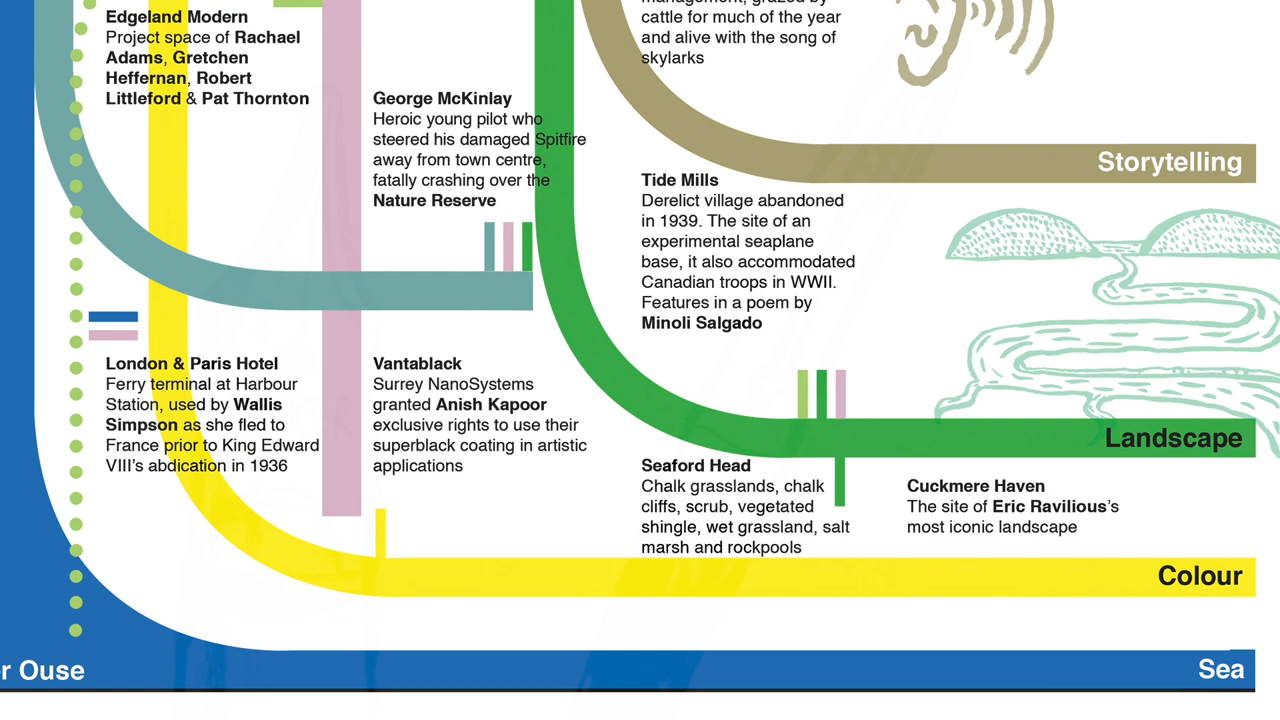 Edgeland Modern
Project space of Rachael
Adams, Gretchen
Heffernan, Robert
Littleford & Pat Thornton
George McKinlay
Heroic young pilot who
steered his damaged Spitfire
away from town centre,
fatally crashing over the
Nature Reserve
London & Paris Hotel
Ferry terminal at Harbour
Station, used by Wallis
Simpson as she fled to
France prior to King Edward
VIII's abdication in 1936
Vantablack
Surrey NanoSystems
granted Anish Kapoor
exclusive rights to use their
superblack coating in artistic
applications
management, grazed by
cattle for much of the year
and alive with the song of
skylarks
Storytelling
Tide Mills
Derelict village abandoned
in 1939. The site of an
experimental seaplane
base, it also accommodated
Canadian troops in WWII.
Features in a poem by
Minoli Salgado
Landscape
Seaford Head
Chalk grasslands, chalk
cliffs, scrub, vegetated
shingle, wet grassland, salt
marsh and rockpools
Cuckmere Haven
The site of Eric Ravilious's
most iconic landscape
Colour
r Ouse
Sea